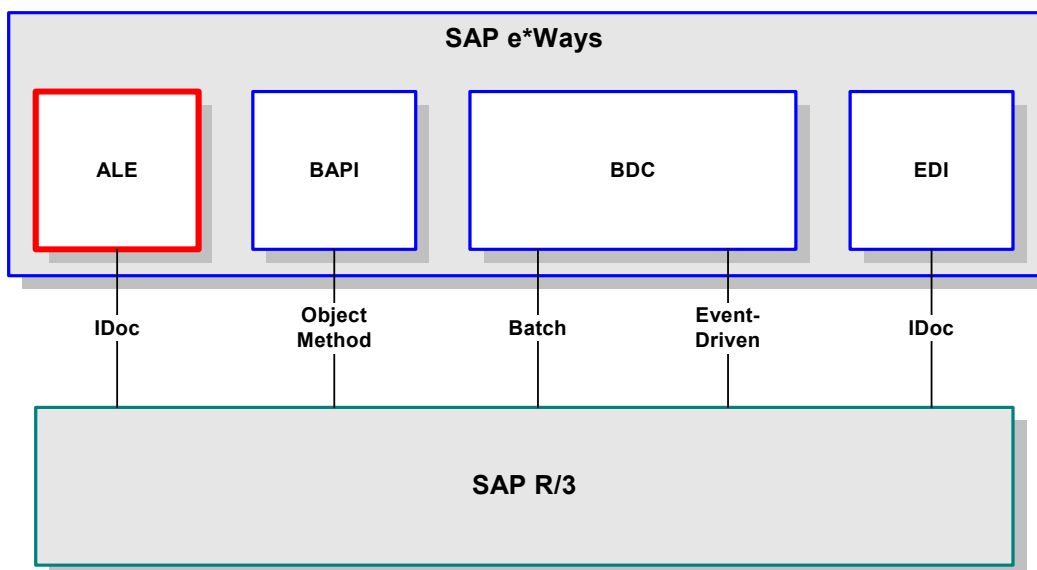 SAP e*Ways
ALE
BAPI
BDC
EDI
IDoc
Object
Method
Batch
Event-
Driven
IDoc
SAP R/3